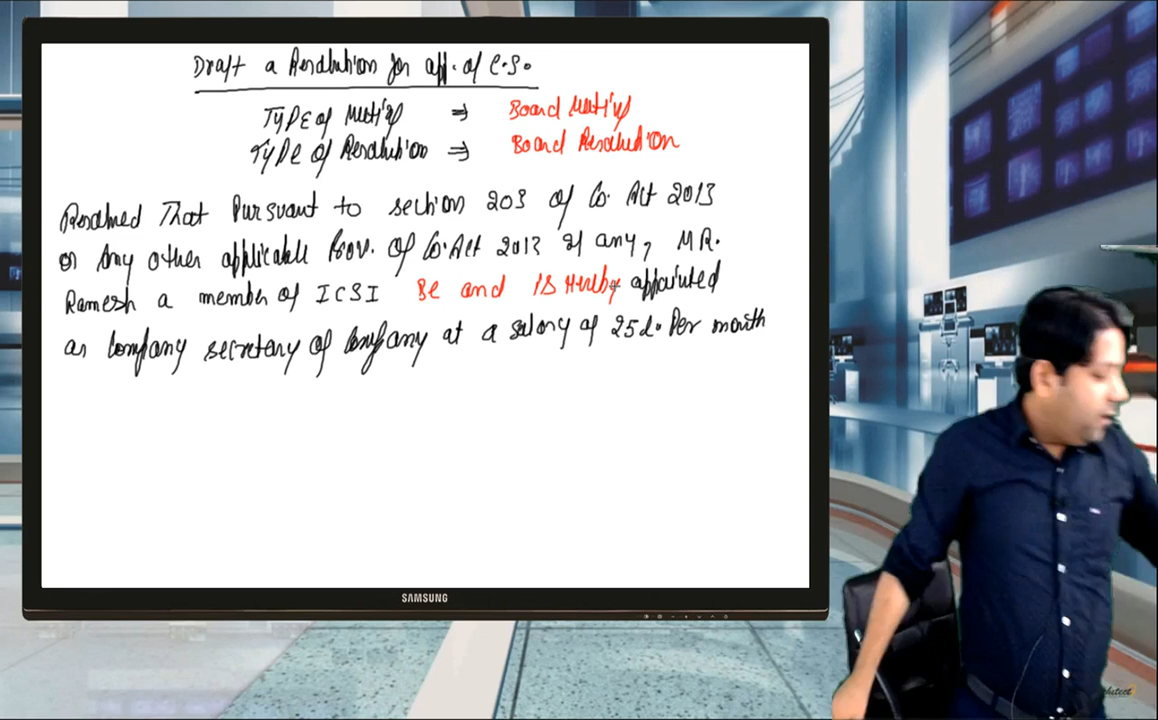 Draft a Resolution for app. of C.S.
TYPE of Meeting ⇒ Board Meeting
TYPE of Resolution ⇒ Board Resolution
Resolved That Pursuant to section 203 of Co. Act 2013
or Any other applicable Prov. of Co. Act 2013 if any, MR.
Ramesh a member of ICSI Be and is Hereby appointed
as Company secretary of Company at a salary of 25L. Per month
SAMSUNG